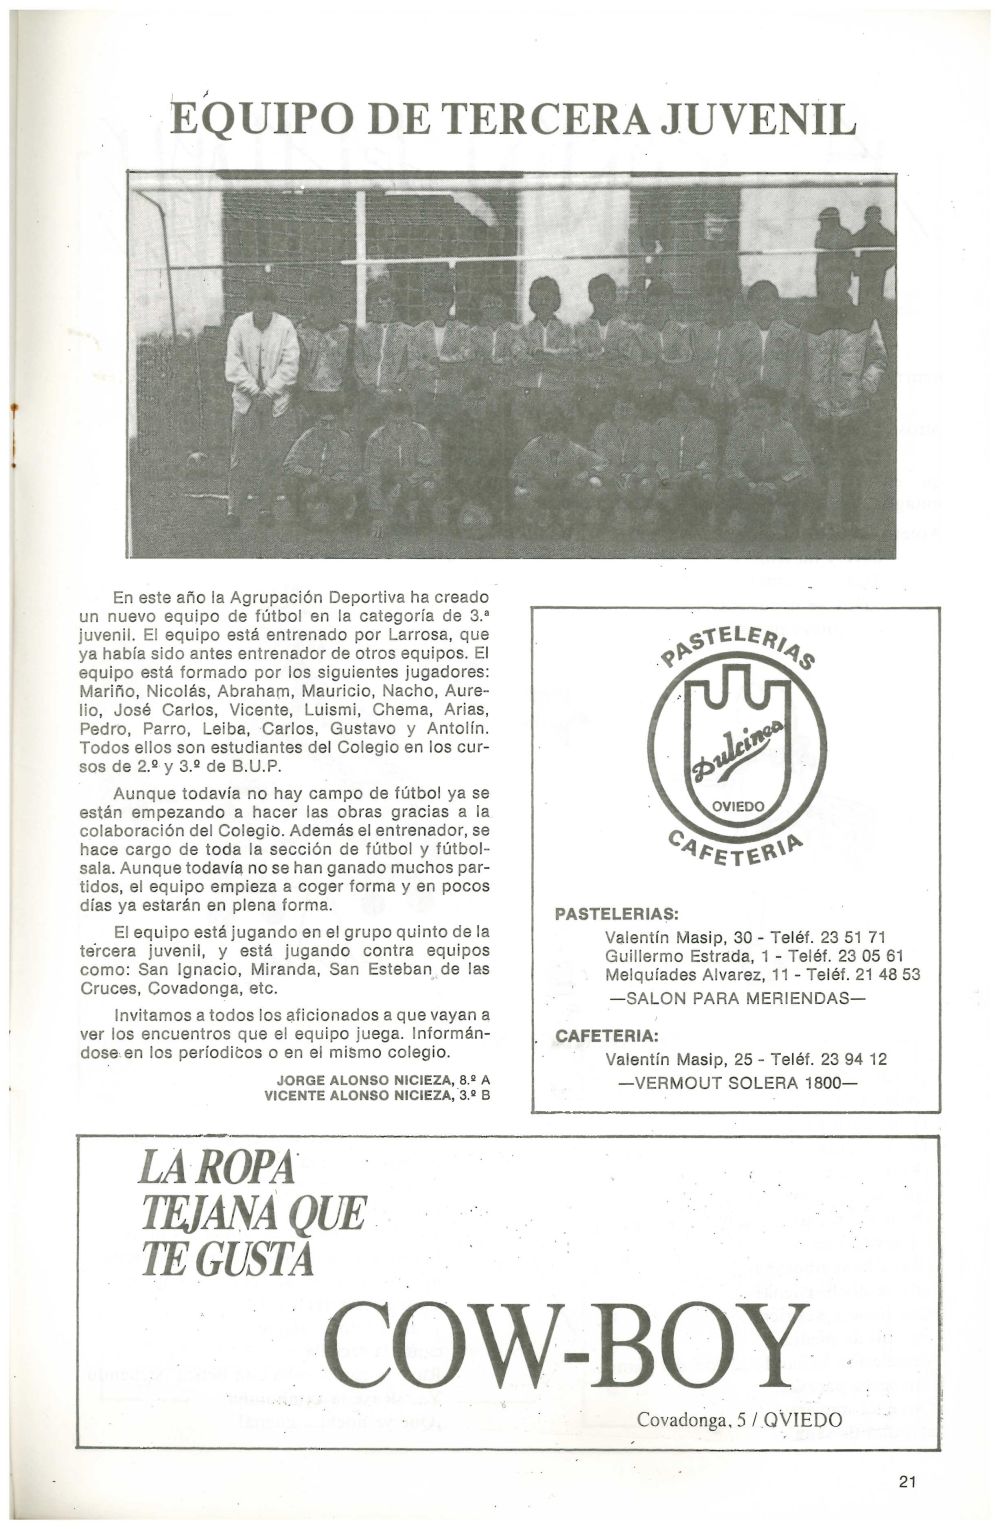 EQUIPO DE TERCERA JUVENIL
En este año la Agrupación Deportiva ha creado
un nuevo equipo de fútbol en la categoría de 3.ª
juvenil. El equipo está entrenado por Larrosa, que
ya había sido antes entrenador de otros equipos. El
equipo está formado por los siguientes jugadores:
Mariño, Nicolás, Abraham, Mauricio, Nacho, Aure-
lio, José Carlos, Vicente, Luismi, Chema, Arias,
Pedro, Parro, Leiba, Carlos, Gustavo y Antolín.
Todos ellos son estudiantes del Colegio en los cur-
sos de 2.º y 3.º de B.U.P.
Aunque todavía no hay campo de fútbol ya se
están empezando a hacer las obras gracias a la
colaboración del Colegio. Además el entrenador, se
hace cargo de toda la sección de fútbol y fútbol-
sala. Aunque todavía no se han ganado muchos par-
tidos, el equipo empieza a coger forma y en pocos
días ya estarán en plena forma.
El equipo está jugando en el grupo quinto de la
tercera juvenil, y está jugando contra equipos
como: San Ignacio, Miranda, San Esteban de las
Cruces, Covadonga, etc.
Invitamos a todos los aficionados a que vayan a
ver los encuentros que el equipo juega. Informán-
dose en los períodicos o en el mismo colegio.
JORGE ALONSO NICIEZA, 8.º A
VICENTE ALONSO NICIEZA, 3.º B
PASTELERIAS
Dulcinea
OVIEDO
CAFETERIA
PASTELERIAS:
Valentín Masip, 30 - Teléf. 23 51 71
Guillermo Estrada, 1 - Teléf. 23 05 61
Melquíades Alvarez, 11 - Teléf. 21 48 53
—SALON PARA MERIENDAS—
CAFETERIA:
Valentín Masip, 25 - Teléf. 23 94 12
—VERMOUT SOLERA 1800—
LA ROPA
TEJANA QUE
TE GUSTA
COW-BOY
Covadonga, 5 / OVIEDO
21